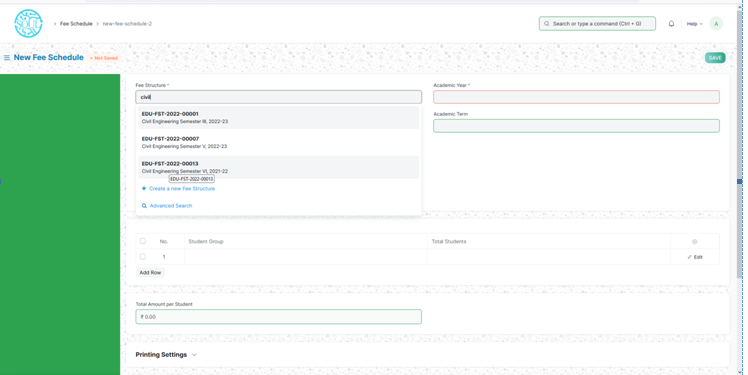 Fee Schedule > new-fee-schedule-2
Search or type a command (Ctrl + G)
Help
A
New Fee Schedule
Not Saved
SAVE
Fee Structure *
civil
EDU-FST-2022-00001
Civil Engineering Semester III, 2022-23
EDU-FST-2022-00007
Civil Engineering Semester V, 2022-23
EDU-FST-2022-00013
Civil Engineering Semester VI, 2021-22
EDU-FST-2022-00013
+ Create a new Fee Structure
Advanced Search
Academic Year *
Academic Term
No. Student Group Total Students
1 Edit
Add Row
Total Amount per Student
₹ 0.00
Printing Settings